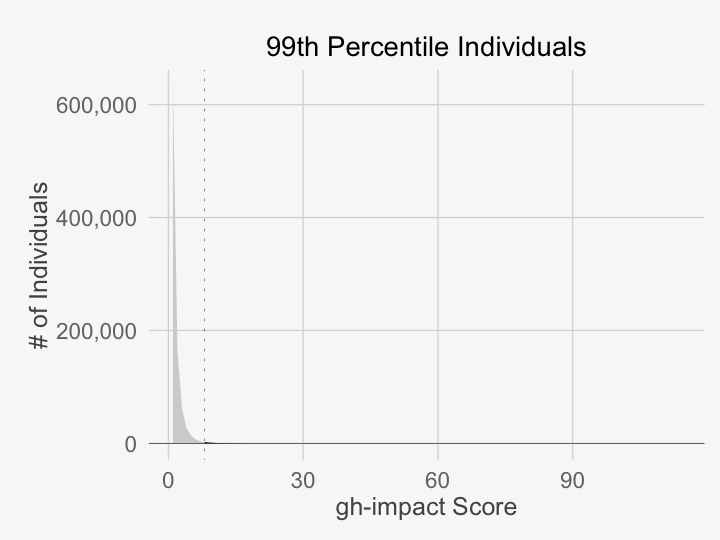 99th Percentile Individuals
# of Individuals
600,000
400,000
200,000
0
0 30 60 90
gh-impact Score